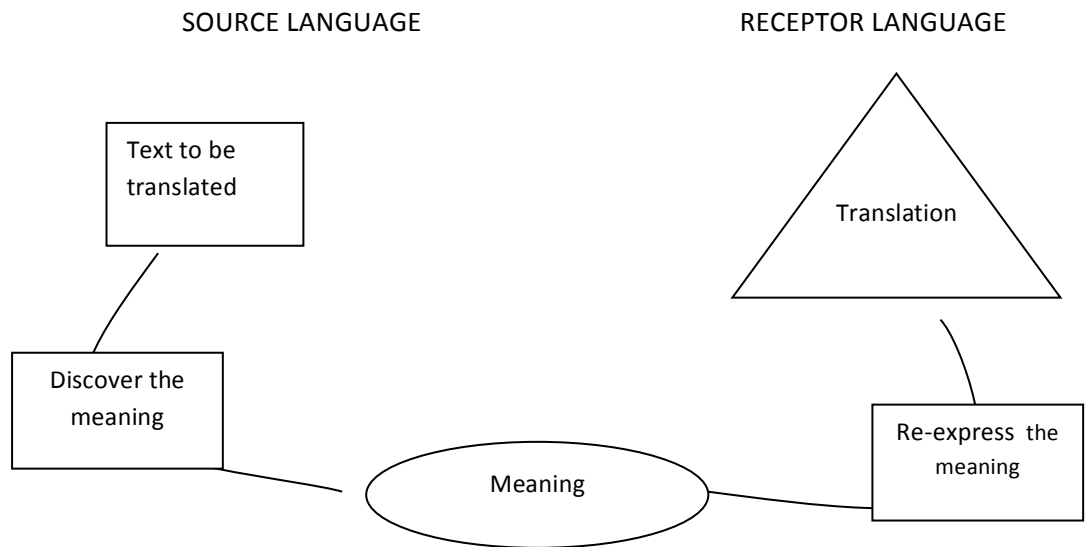 SOURCE LANGUAGE
RECEPTOR LANGUAGE
Text to be
translated
Translation
Discover the
meaning
Meaning
Re-express the
meaning